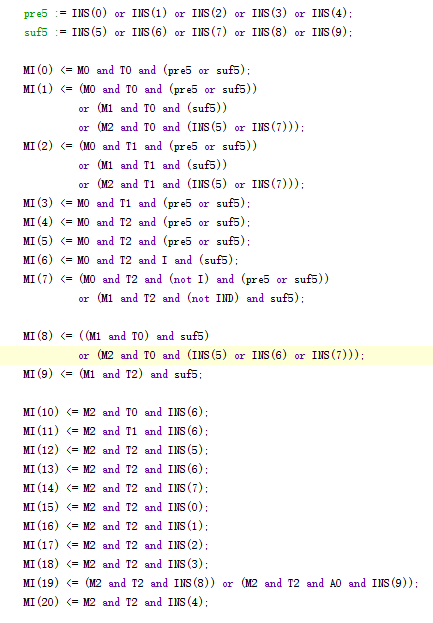 pre5 := INS(0) or INS(1) or INS(2) or INS(3) or INS(4);
suf5 := INS(5) or INS(6) or INS(7) or INS(8) or INS(9);
MI(0) <= M0 and T0 and (pre5 or suf5);
MI(1) <= (M0 and T0 and (pre5 or suf5))
or (M1 and T0 and (suf5))
or (M2 and T0 and (INS(5) or INS(7)));
MI(2) <= (M0 and T1 and (pre5 or suf5))
or (M1 and T1 and (suf5))
or (M2 and T1 and (INS(5) or INS(7)));
MI(3) <= M0 and T1 and (pre5 or suf5);
MI(4) <= M0 and T2 and (pre5 or suf5);
MI(5) <= M0 and T2 and (pre5 or suf5);
MI(6) <= M0 and T2 and I and (suf5);
MI(7) <= (M0 and T2 and (not I) and (pre5 or suf5))
or (M1 and T2 and (not IND) and suf5);
MI(8) <= ((M1 and T0) and suf5)
or (M2 and T0 and (INS(5) or INS(6) or INS(7)));
MI(9) <= (M1 and T2) and suf5;
MI(10) <= M2 and T0 and INS(6);
MI(11) <= M2 and T1 and INS(6);
MI(12) <= M2 and T2 and INS(5);
MI(13) <= M2 and T2 and INS(6);
MI(14) <= M2 and T2 and INS(7);
MI(15) <= M2 and T2 and INS(0);
MI(16) <= M2 and T2 and INS(1);
MI(17) <= M2 and T2 and INS(2);
MI(18) <= M2 and T2 and INS(3);
MI(19) <= (M2 and T2 and INS(8)) or (M2 and T2 and A0 and INS(9));
MI(20) <= M2 and T2 and INS(4);